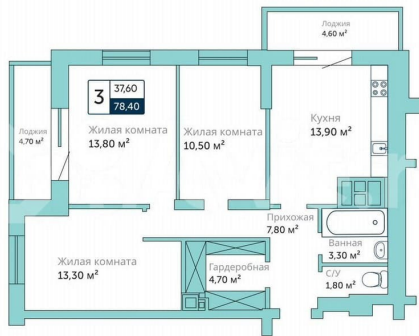 Лоджия
4,60 м²
3
37,60
78,40
Лоджия
4,70 м²
Жилая комната
13,80 м²
Жилая комната
10,50 м²
Кухня
13,90 м²
Прихожая
7,80 м²
Ванная
3,30 м²
Жилая комната
13,30 м²
Гардеробная
4,70 м²
С/У
1,80 м²